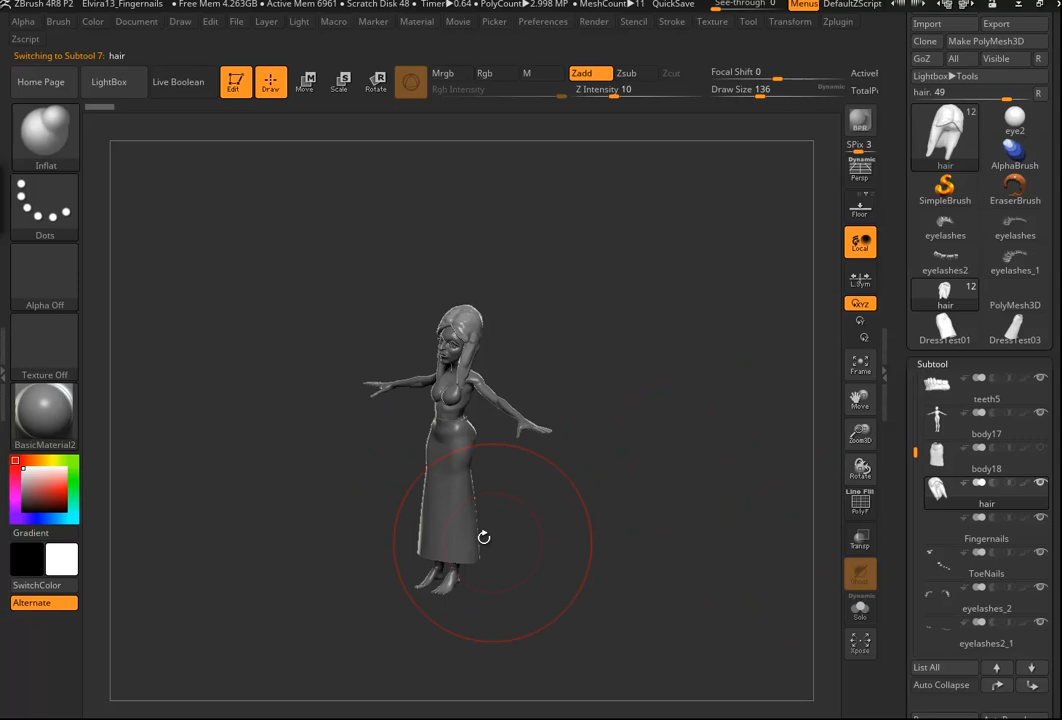 ZBrush 4R8 P2 Elvira13_Fingernails • Free Mem 4.263GB • Active Mem 6961 • Scratch Disk 48 • Timer▶0.64 • PolyCount▶2.998 MP • MeshCount▶11 QuickSave See-through 0 Menus DefaultZScript
Alpha Brush Color Document Draw Edit File Layer Light Macro Marker Material Movie Picker Preferences Render Stencil Stroke Texture Tool Transform Zplugin
Zscript
Switching to Subtool 7: hair
Home Page LightBox Live Boolean Edit Draw Move Scale Rotate
Mrgb Rgb M Zadd Zsub Zcut
Rgb Intensity Z Intensity 10
Focal Shift 0
Draw Size 136 Dynamic
ActiveI
TotalPo
Inflat
Dots
Alpha Off
Texture Off
BasicMaterial2
Gradient
SwitchColor
Alternate
BPR
SPix 3
Dynamic
Persp
Floor
Local
L.Sym
XYZ
Frame
Move
Zoom3D
Rotate
Line Fill
PolyF
Transp
Dynamic
Solo
Xpose
Import Export
Clone Make PolyMesh3D
GoZ All Visible R
Lightbox▶Tools
hair. 49 R
12
hair eye2
AlphaBrush
SimpleBrush EraserBrush
eyelashes eyelashes
eyelashes2 eyelashes_1
12
hair PolyMesh3D
DressTest01 DressTest03
Subtool
teeth5
body17
body18
hair
Fingernails
ToeNails
eyelashes_2
eyelashes2_1
List All
Auto Collapse